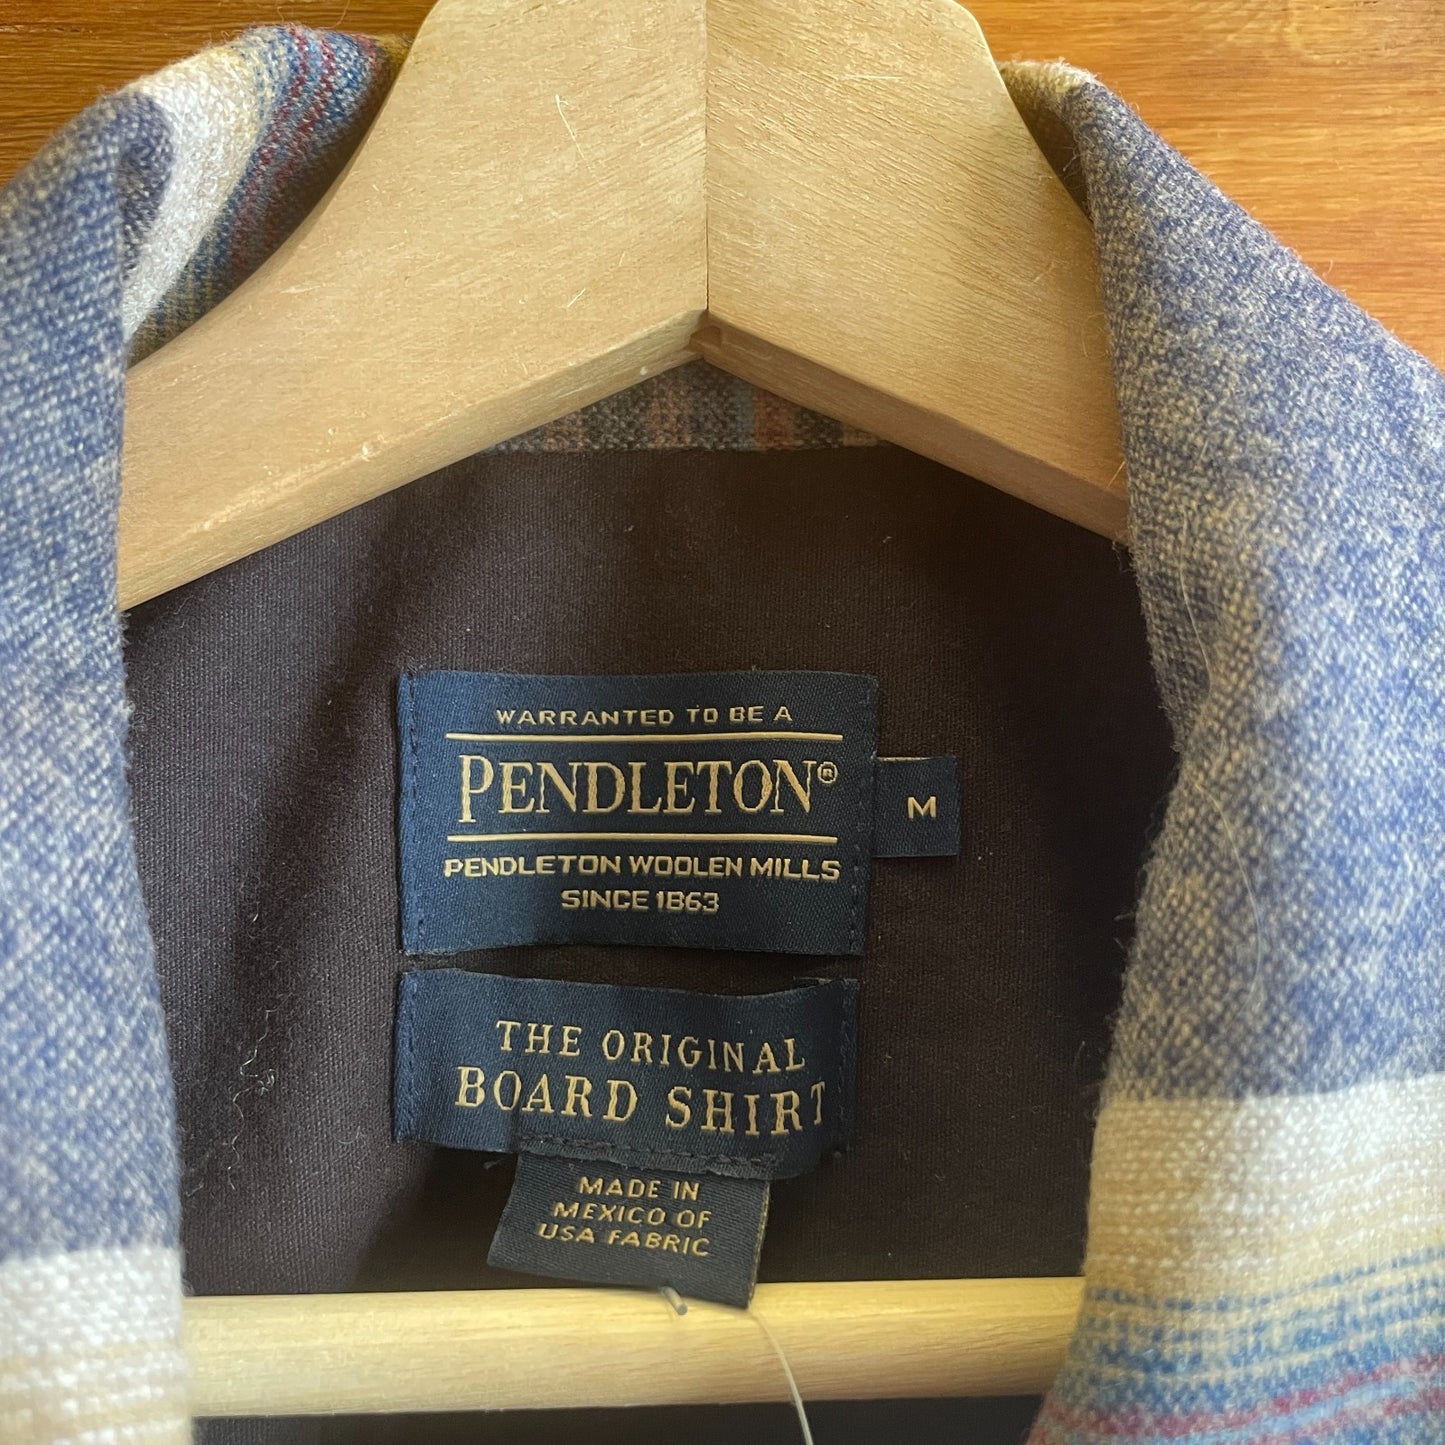 WARRANTED TO BE A
PENDLETON®
PENDLETON WOOLEN MILLS
SINCE 1863
M
THE ORIGINAL
BOARD SHIRT
MADE IN
MEXICO OF
USA FABRIC